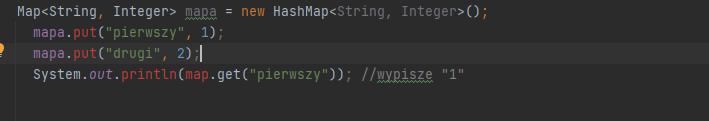 Map<String, Integer> mapa = new HashMap<String, Integer>();
mapa.put("pierwszy", 1);
mapa.put("drugi", 2);
System.out.println(map.get("pierwszy")); //wypisze "1"